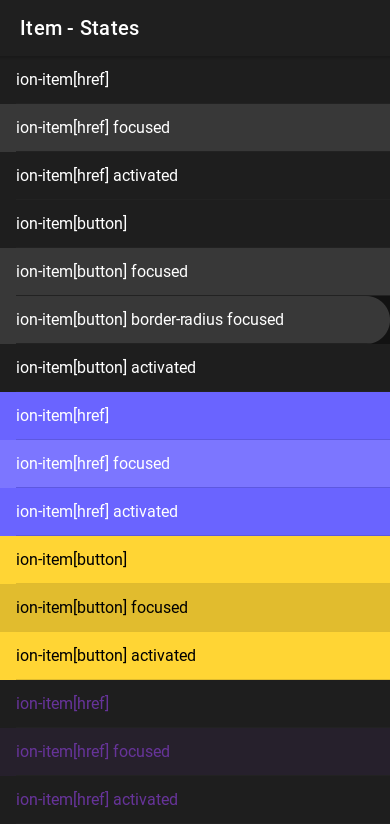 Item - States
ion-item[href]
ion-item[href] focused
ion-item[href] activated
ion-item[button]
ion-item[button] focused
ion-item[button] border-radius focused
ion-item[button] activated
ion-item[href]
ion-item[href] focused
ion-item[href] activated
ion-item[button]
ion-item[button] focused
ion-item[button] activated
ion-item[href]
ion-item[href] focused
ion-item[href] activated